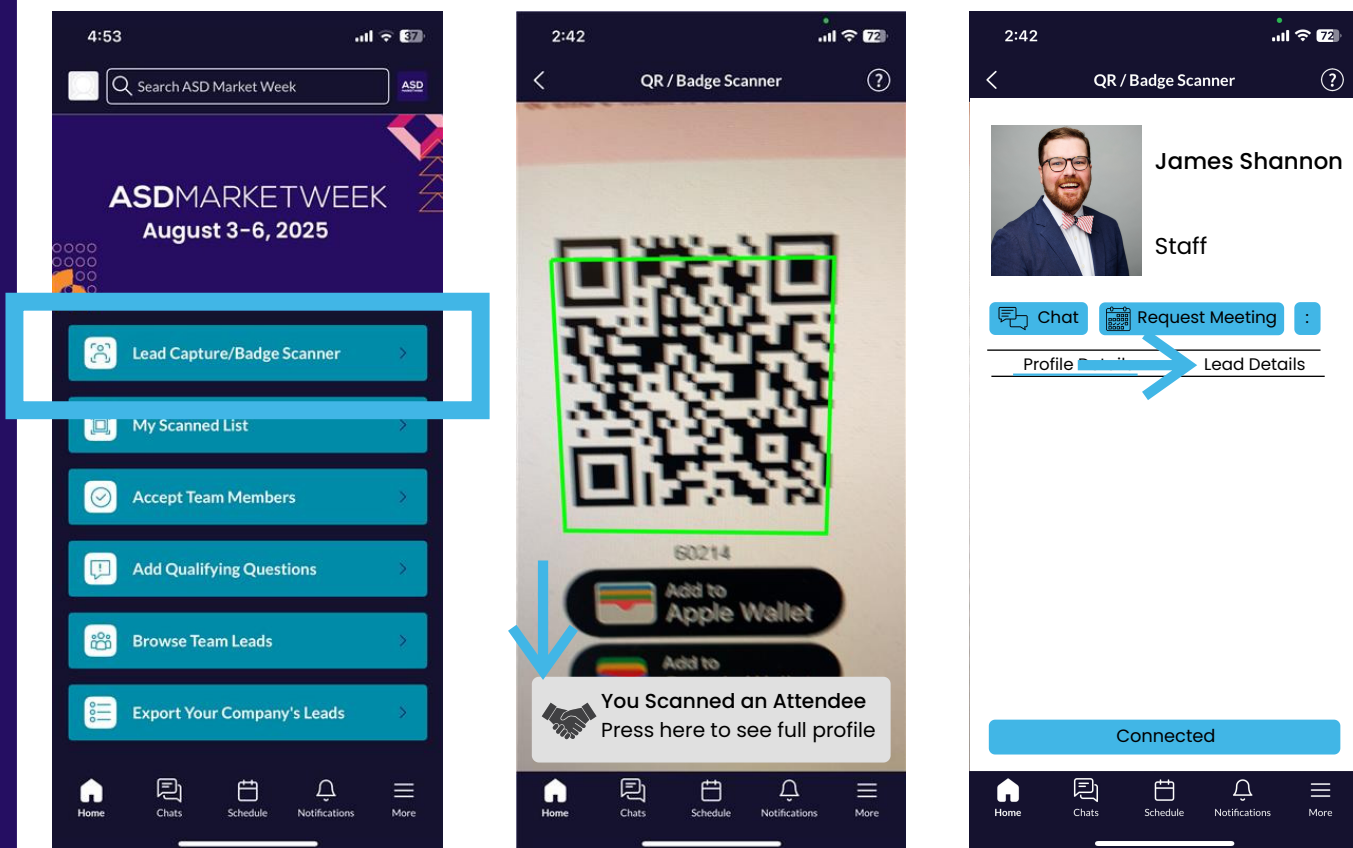 4:53
37
Search ASD Market Week
ASD
ASDMARKETWEEK
August 3-6, 2025
Lead Capture/Badge Scanner
My Scanned List
Accept Team Members
Add Qualifying Questions
Browse Team Leads
Export Your Company's Leads
Home
Chats
Schedule
Notifications
More
2:42
72
QR / Badge Scanner
?
60214
Add to
Apple Wallet
Add to
You Scanned an Attendee
Press here to see full profile
Home
Chats
Schedule
Notifications
More
2:42
72
QR / Badge Scanner
?
James Shannon
Staff
Chat
Request Meeting
:
Profile Details
Lead Details
Connected
Home
Chats
Schedule
Notifications
More